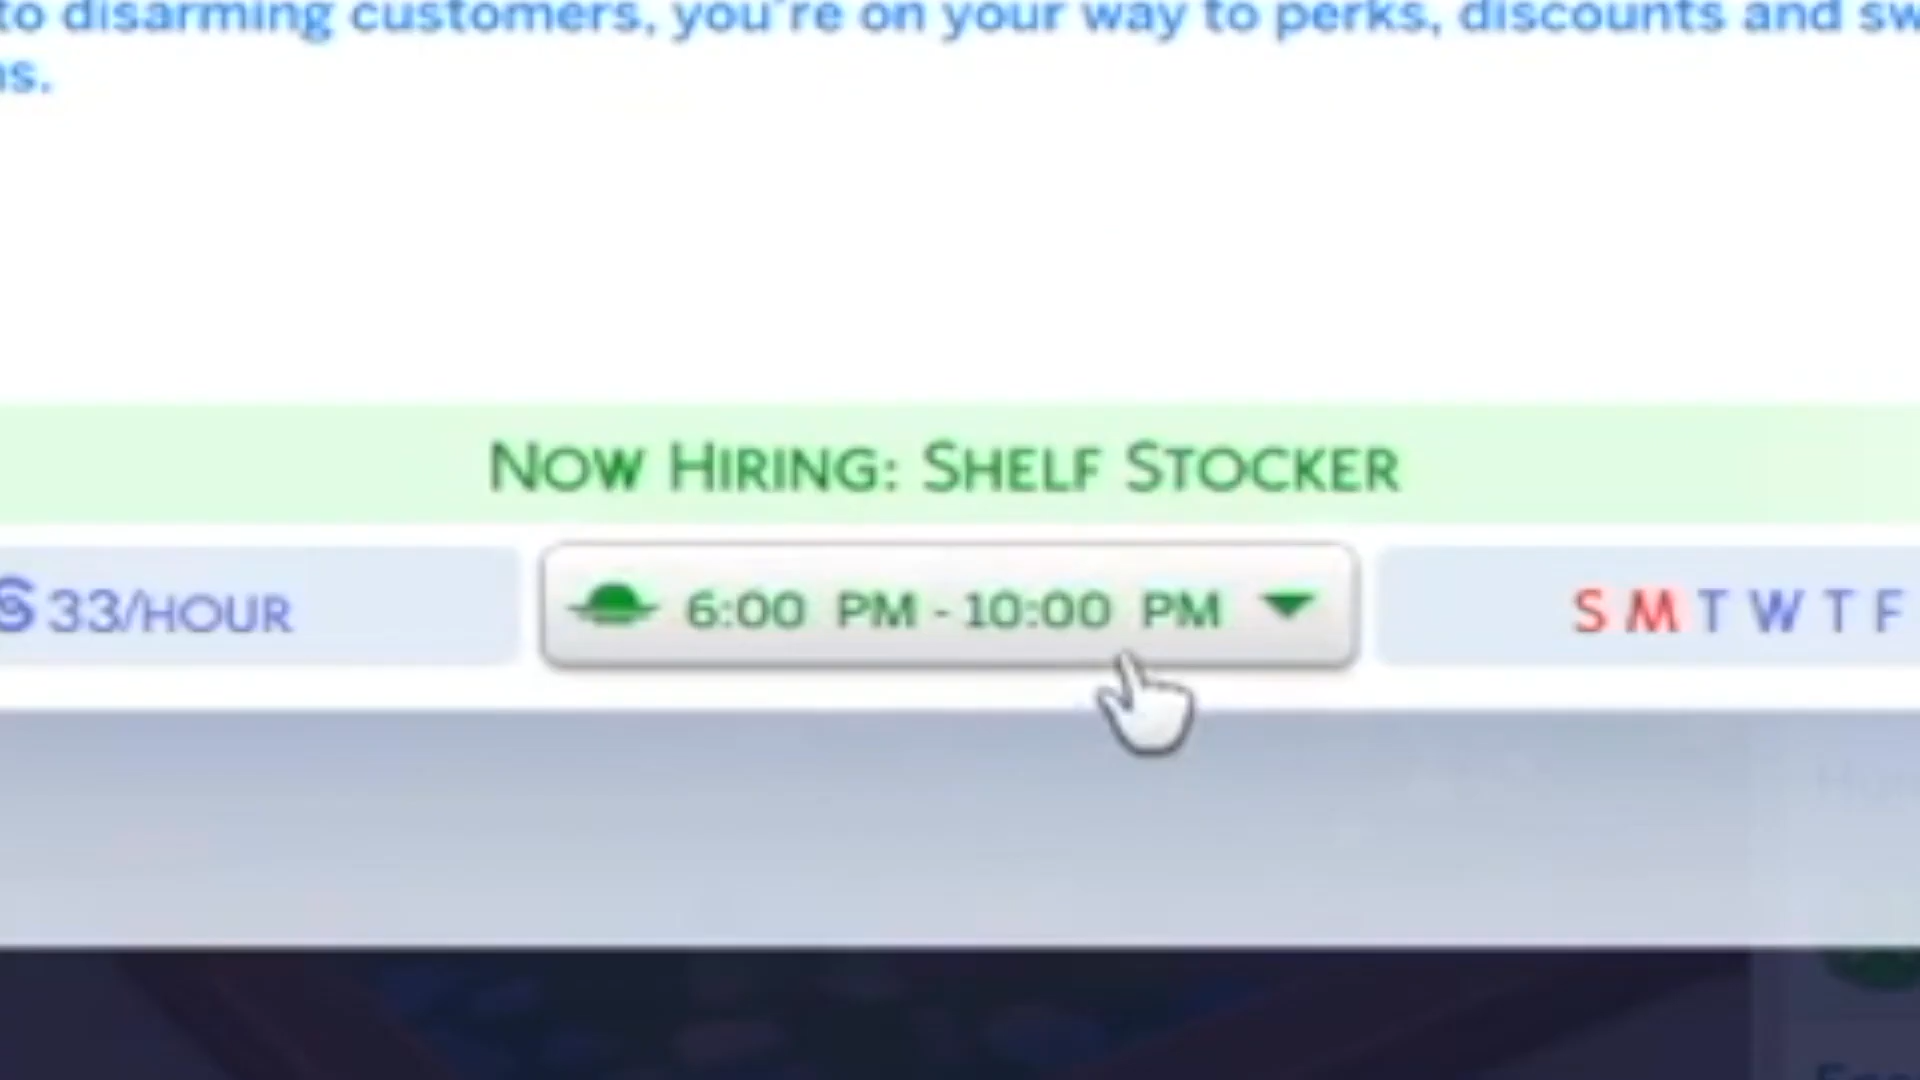 to disarming customers, you're on your way to perks, discounts and sw
s.
NOW HIRING: SHELF STOCKER
33/HOUR
6:00 PM - 10:00 PM
S M T W T F